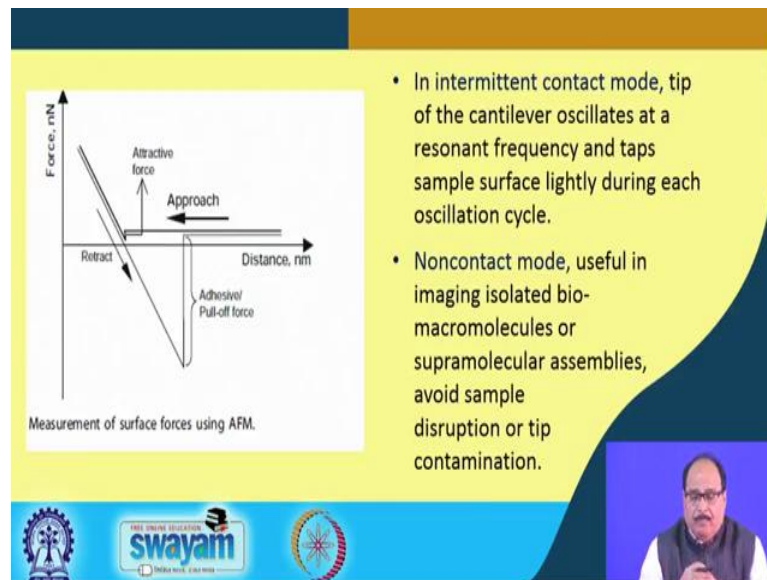 Force, nN
Attractive
force
Approach
Retract
Distance, nm
Adhesive/
Pull-off force
Measurement of surface forces using AFM.
• In intermittent contact mode, tip
of the cantilever oscillates at a
resonant frequency and taps
sample surface lightly during each
oscillation cycle.
• Noncontact mode, useful in
imaging isolated bio-
macromolecules or
supramolecular assemblies,
avoid sample
disruption or tip
contamination.
FREE ONLINE EDUCATION
swayam